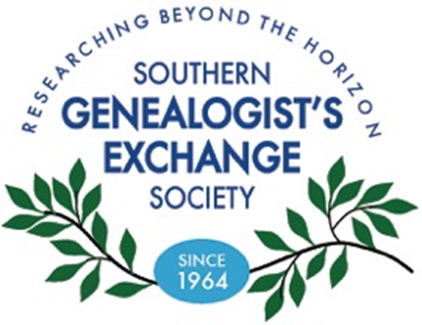 RESEARCHING BEYOND THE HORIZON
SOUTHERN
GENEALOGIST'S
EXCHANGE
SOCIETY
SINCE
1964